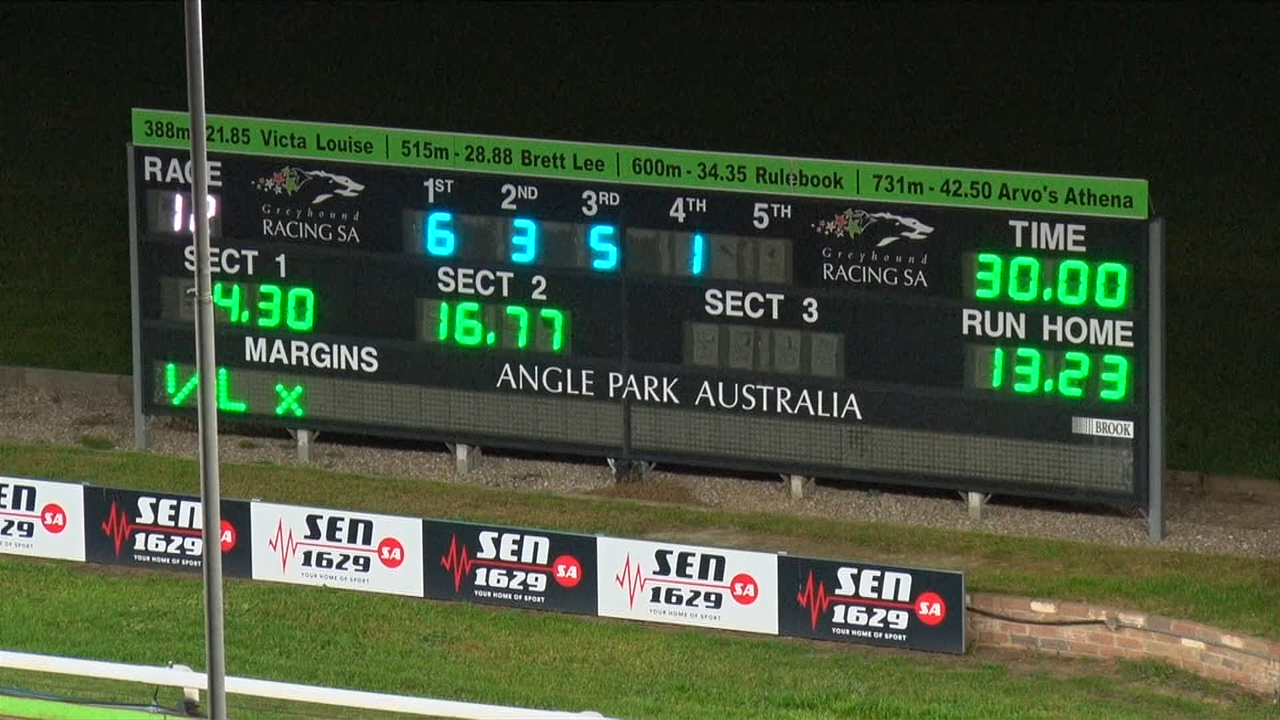 388m 21.85 Victa Louise | 515m - 28.88 Brett Lee | 600m - 34.35 Rulebook | 731m - 42.50 Arvo's Athena
RACE
Greyhound
RACING SA
1ST 2ND 3RD 4TH 5TH
6 3 5 1
Greyhound
RACING SA
TIME
30.00
SECT 1
4.30
SECT 2
16.77
SECT 3
RUN HOME
13.23
MARGINS
ANGLE PARK AUSTRALIA
BROOK
EN SA
29
SEN SA
1629
YOUR HOME OF SPORT
SEN SA
1629
YOUR HOME OF SPORT
SEN SA
1629
YOUR HOME OF SPORT
SEN SA
1629
YOUR HOME OF SPORT
SEN SA
1629
YOUR HOME OF SPORT